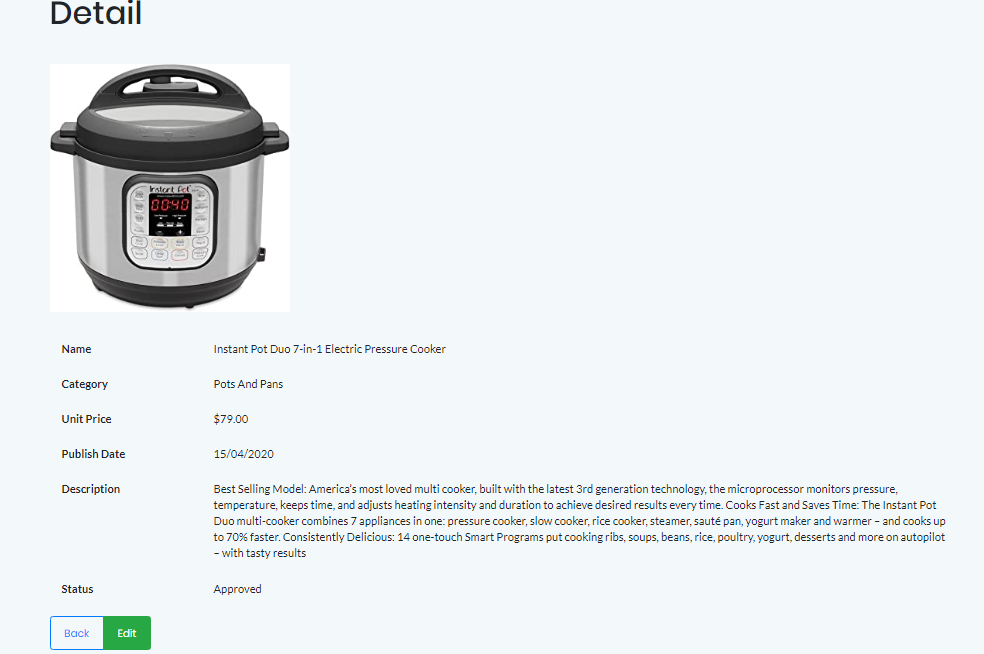 Detail
Instant Pot
00:40
Name Instant Pot Duo 7-in-1 Electric Pressure Cooker
Category Pots And Pans
Unit Price $79.00
Publish Date 15/04/2020
Description Best Selling Model: America's most loved multi cooker, built with the latest 3rd generation technology, the microprocessor monitors pressure,
temperature, keeps time, and adjusts heating intensity and duration to achieve desired results every time. Cooks Fast and Saves Time: The Instant Pot
Duo multi-cooker combines 7 appliances in one: pressure cooker, slow cooker, rice cooker, steamer, sauté pan, yogurt maker and warmer – and cooks up
to 70% faster. Consistently Delicious: 14 one-touch Smart Programs put cooking ribs, soups, beans, rice, poultry, yogurt, desserts and more on autopilot
– with tasty results
Status Approved
Back Edit